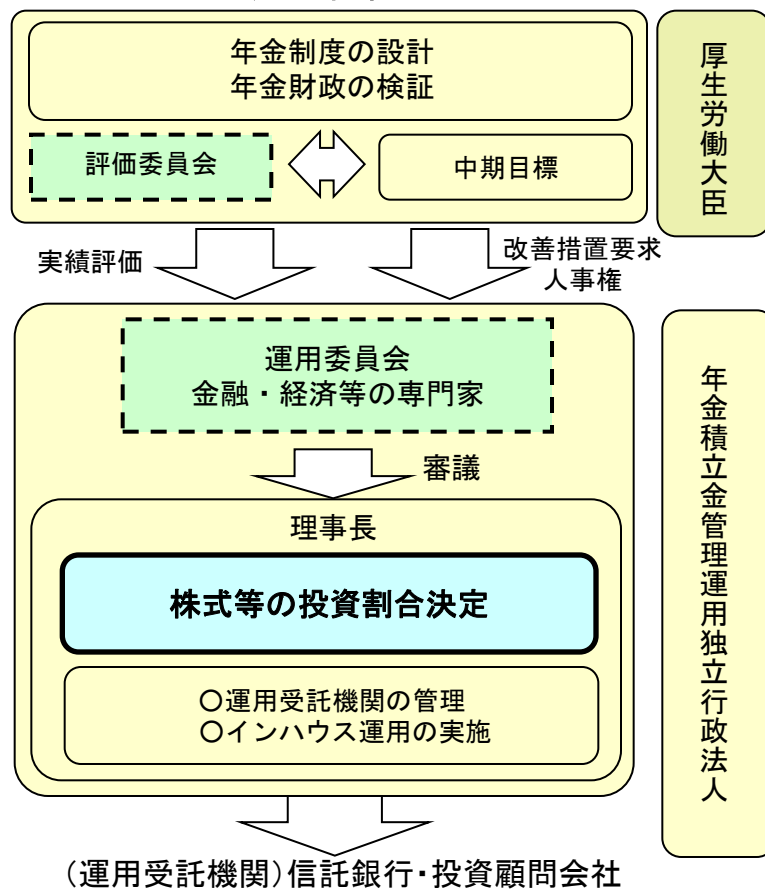 年金制度の設計
年金財政の検証
厚生労働大臣
評価委員会
中期目標
実績評価
改善措置要求
人事権
運用委員会
金融・経済等の専門家
年金積立金管理運用独立行政法人
審議
理事長
株式等の投資割合決定
○運用受託機関の管理
○インハウス運用の実施
(運用受託機関)信託銀行・投資顧問会社